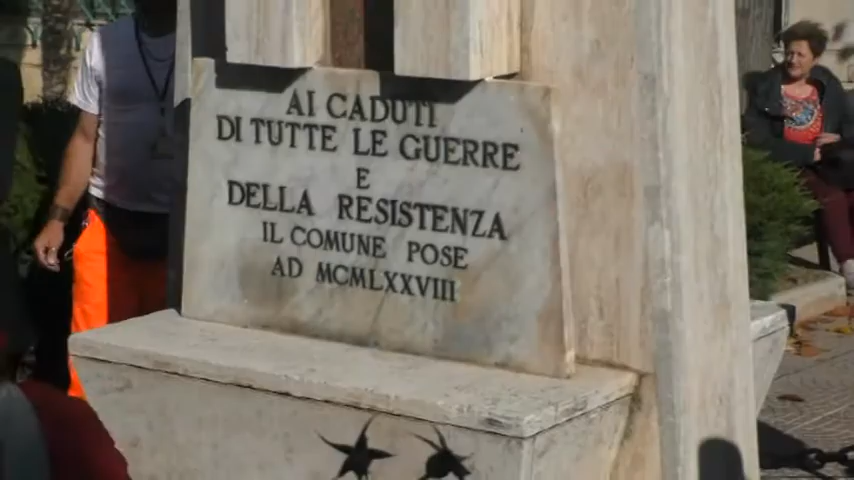 AI CADUTI
DI TUTTE LE GUERRE
E
DELLA RESISTENZA
IL COMUNE POSE
AD MCMLXXVIII